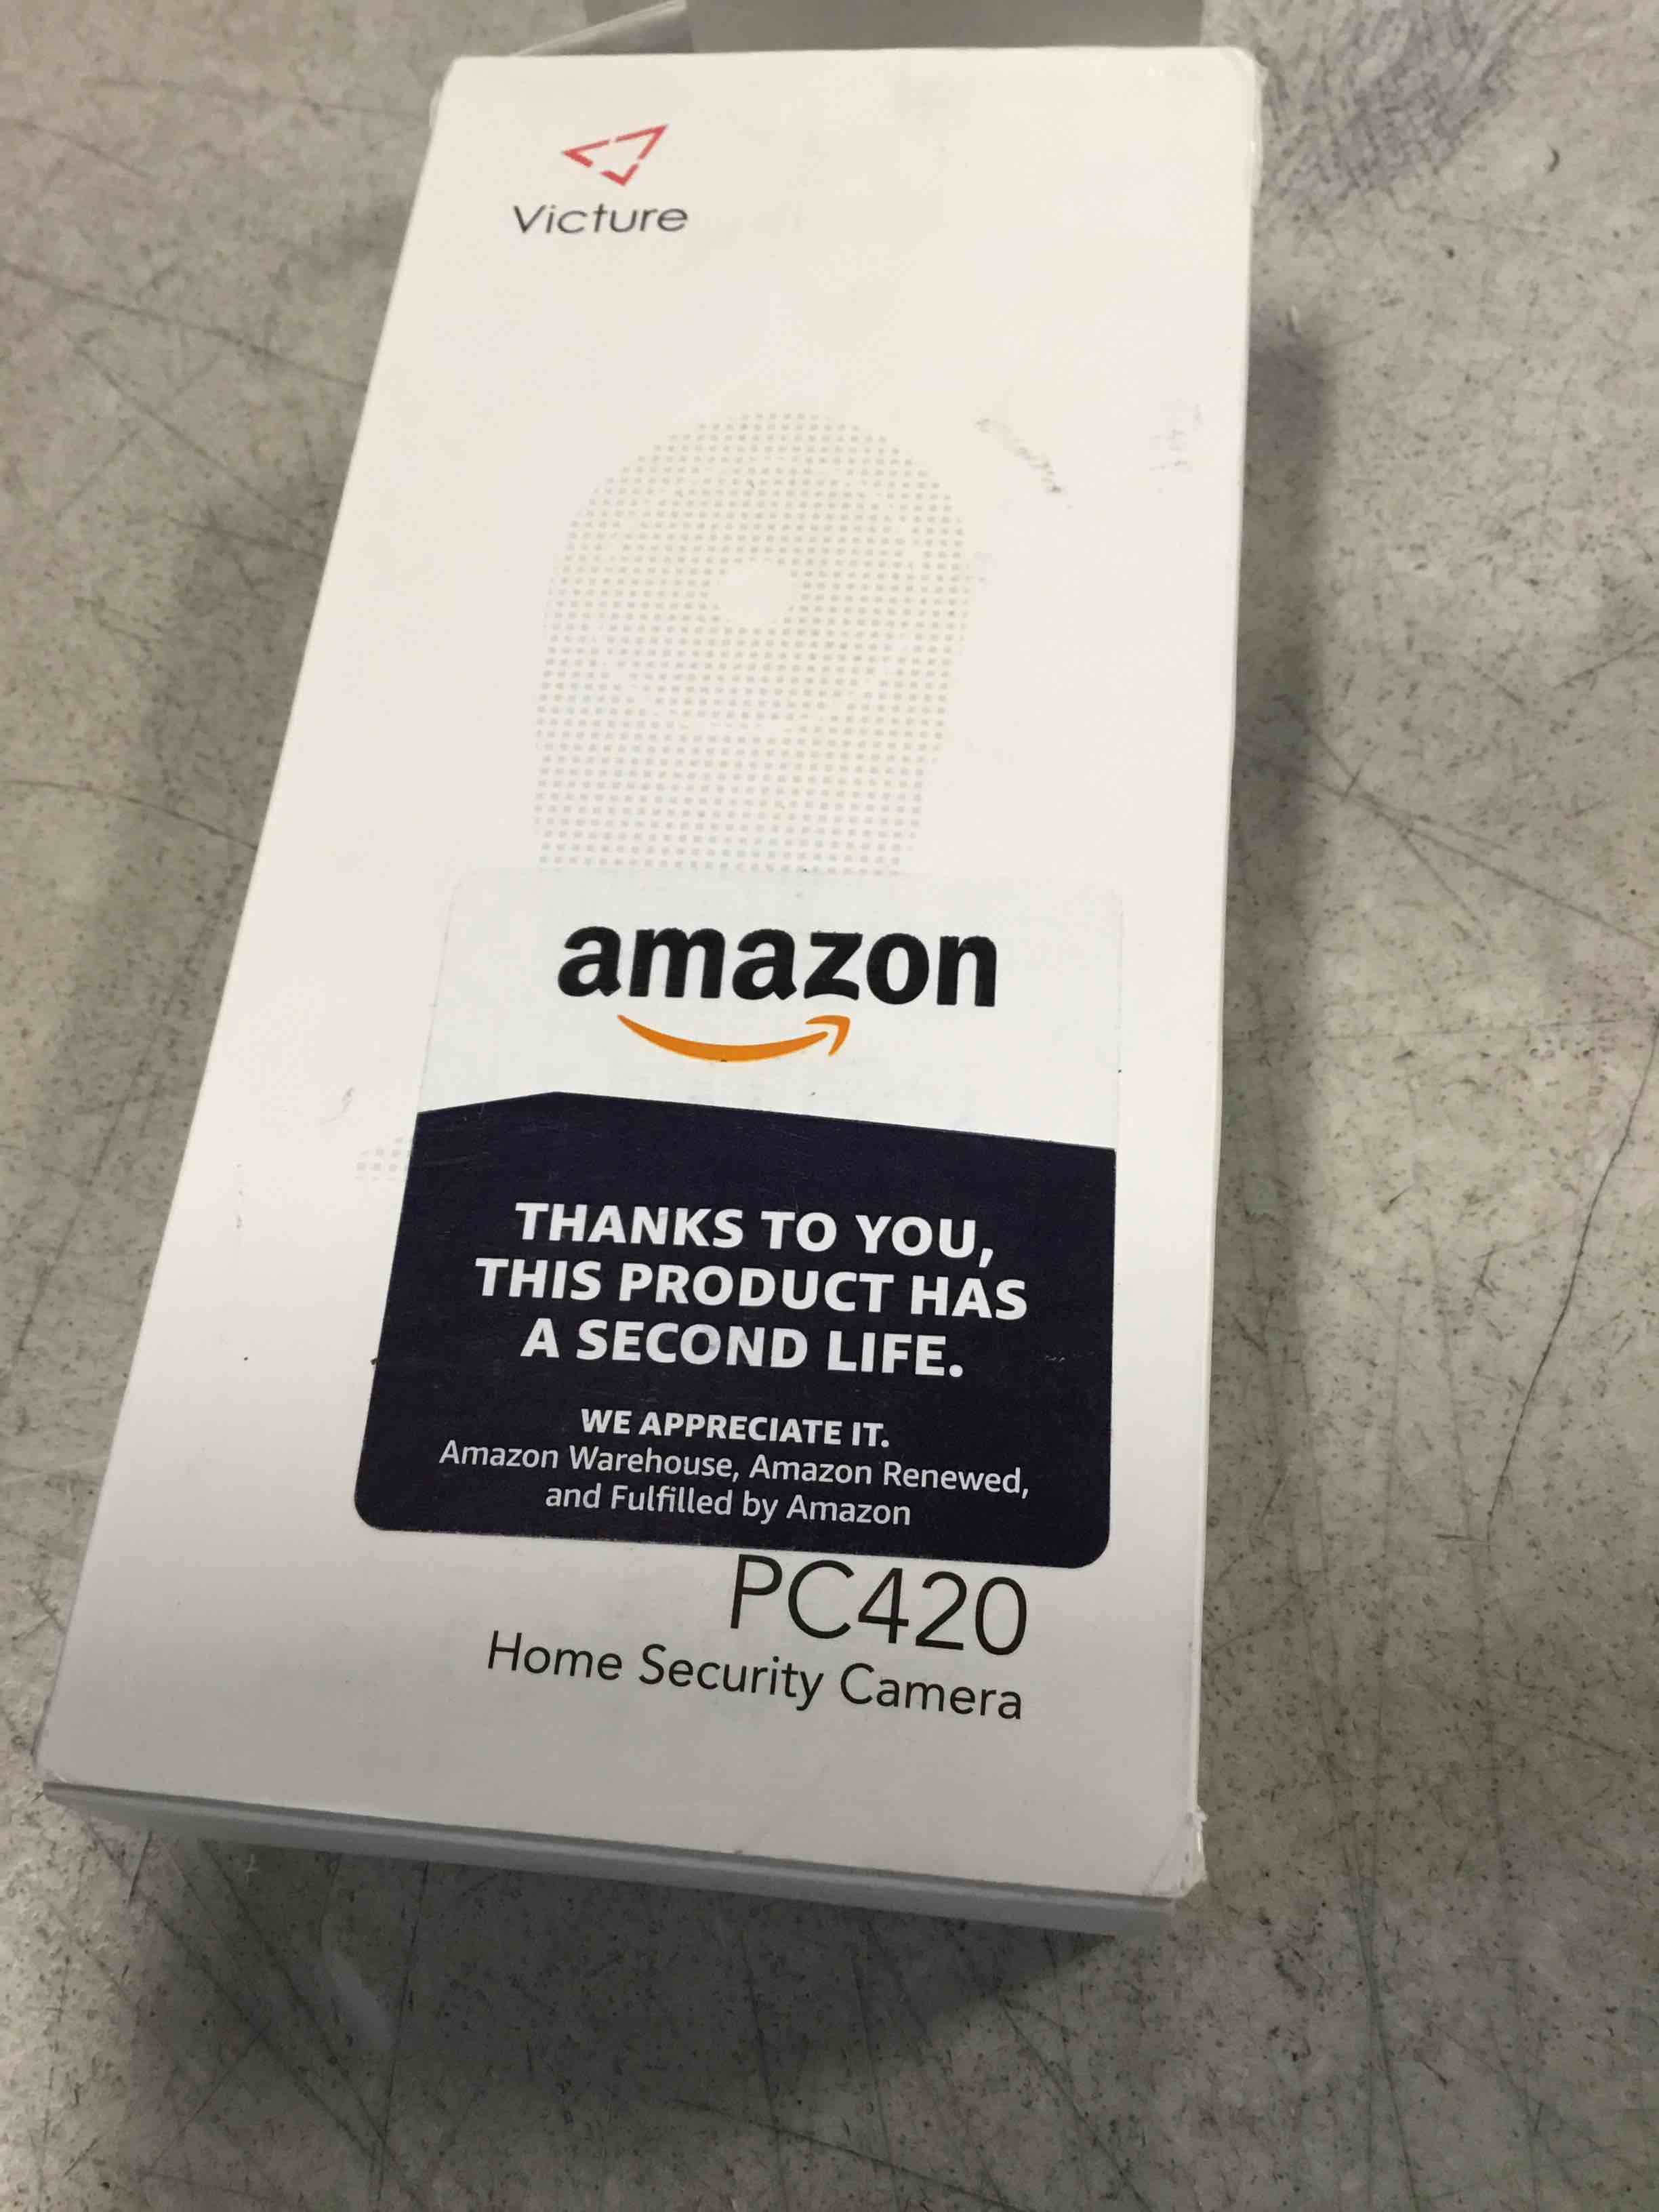 Victure
amazon
THANKS TO YOU,
THIS PRODUCT HAS
A SECOND LIFE.
WE APPRECIATE IT.
Amazon Warehouse, Amazon Renewed,
and Fulfilled by Amazon
PC420
Home Security Camera